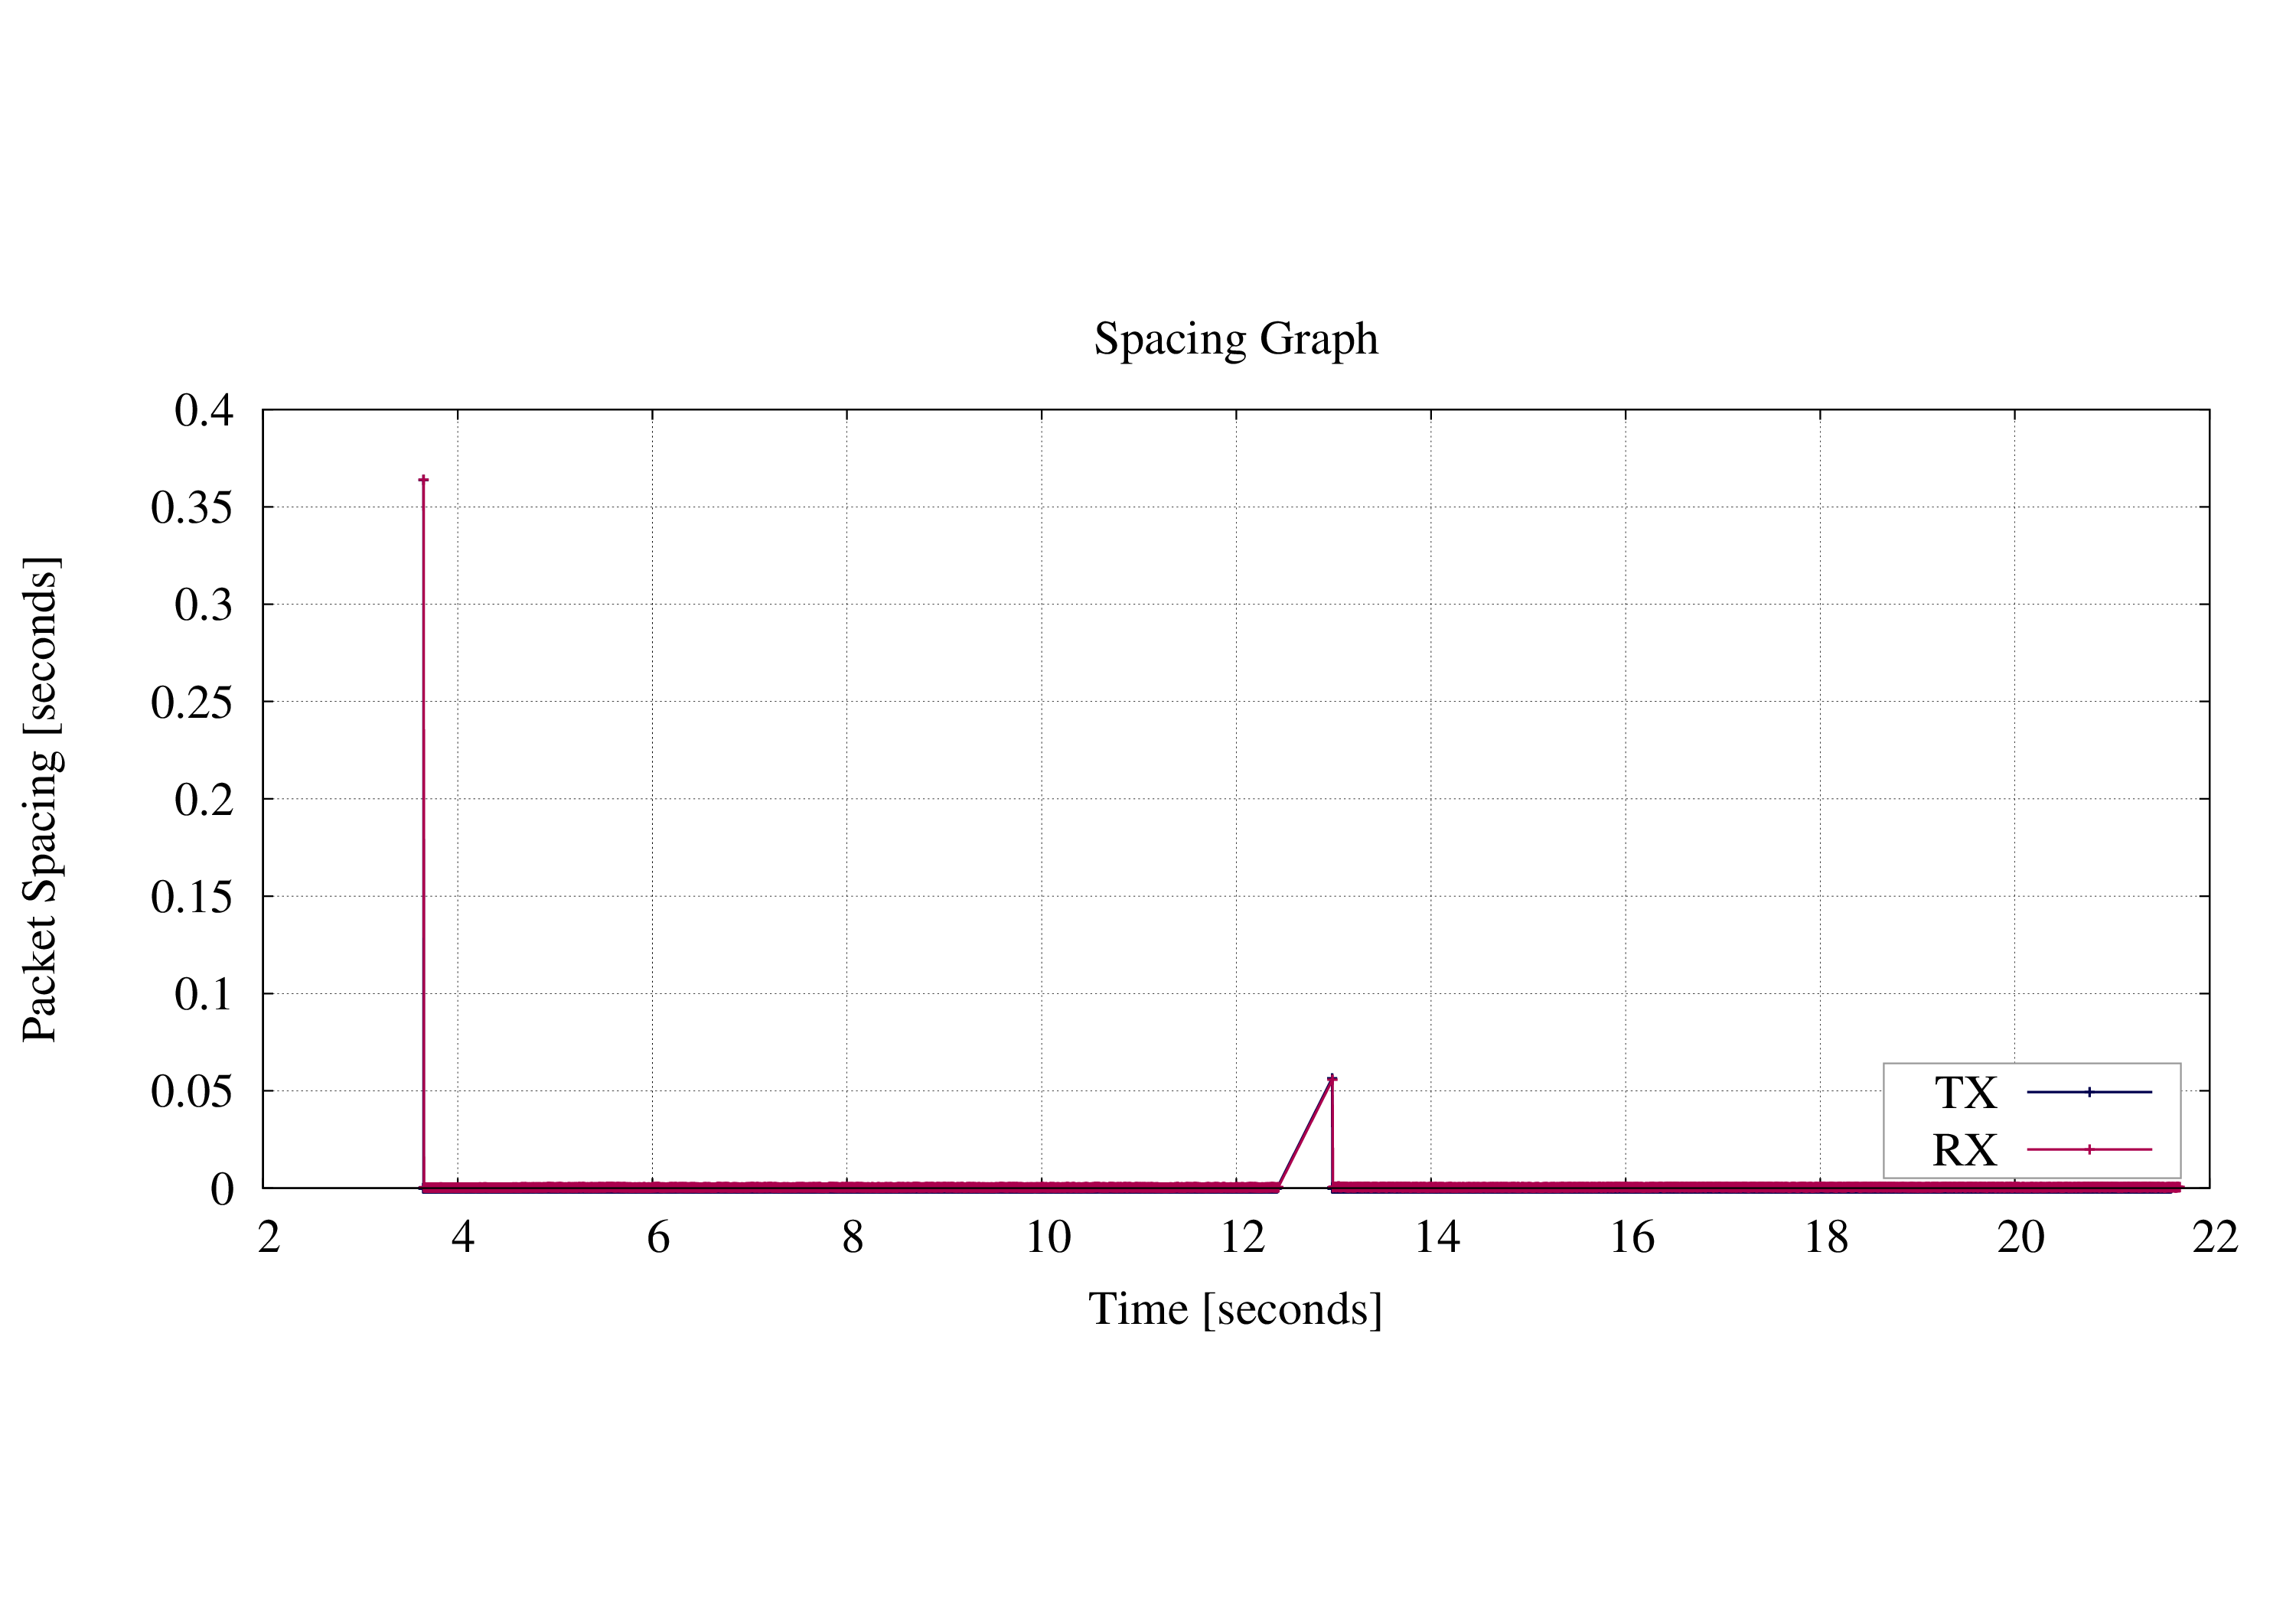 Spacing Graph
0.4
0.35
0.3
0.25
0.2
0.15
0.1
0.05
0
Packet Spacing [seconds]
TX
RX
2 4 6 8 10 12 14 16 18 20 22
Time [seconds]